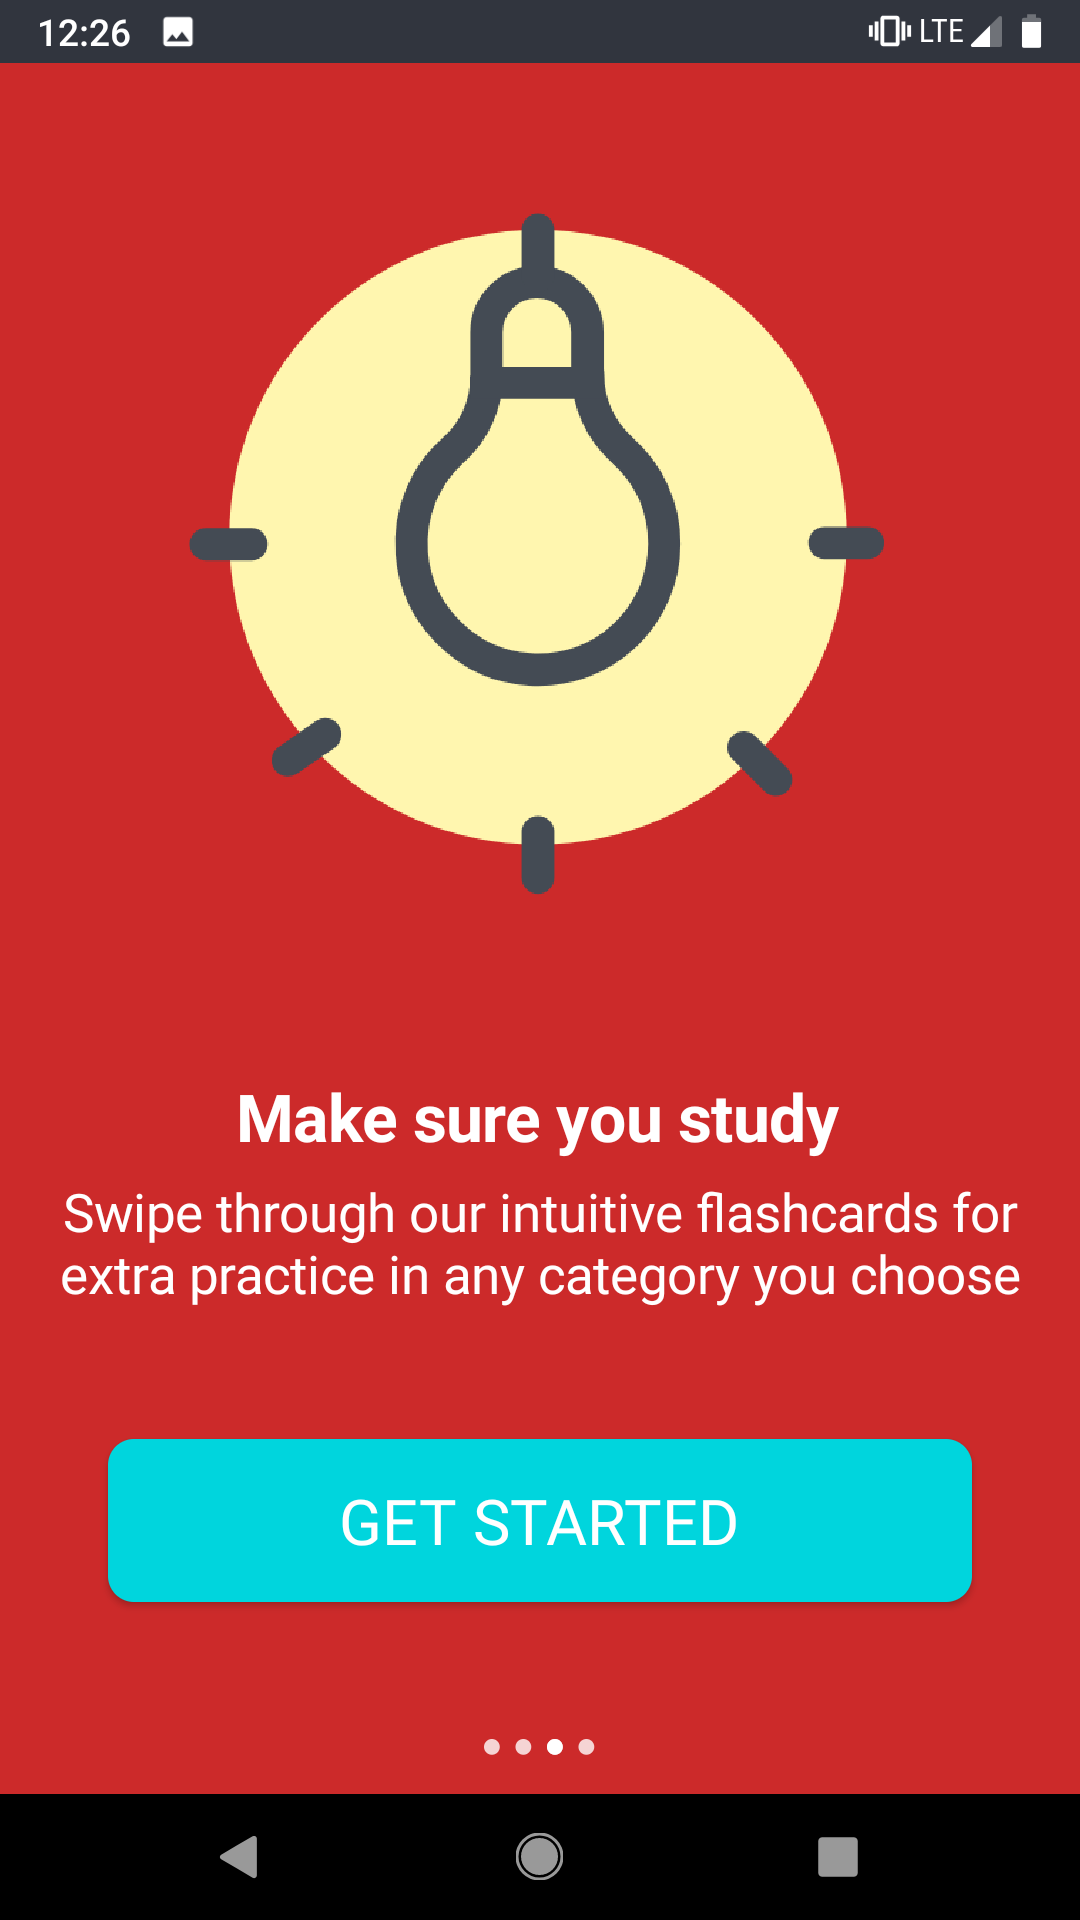 12:26 LTE
Make sure you study
Swipe through our intuitive flashcards for
extra practice in any category you choose
GET STARTED